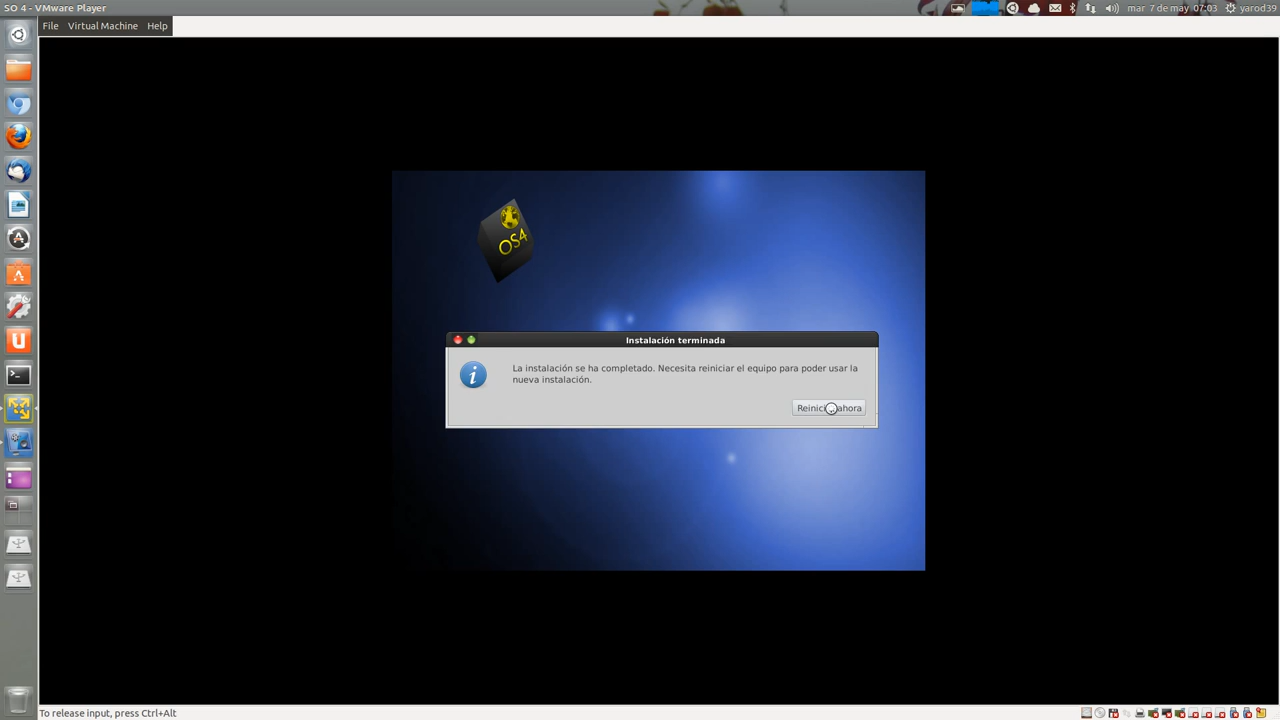 SO 4 - VMware Player
mar 7 de may 07:03 yarod39
File Virtual Machine Help
OS4
Instalación terminada
La instalación se ha completado. Necesita reiniciar el equipo para poder usar la
nueva instalación.
ahora
To release input, press Ctrl+Alt